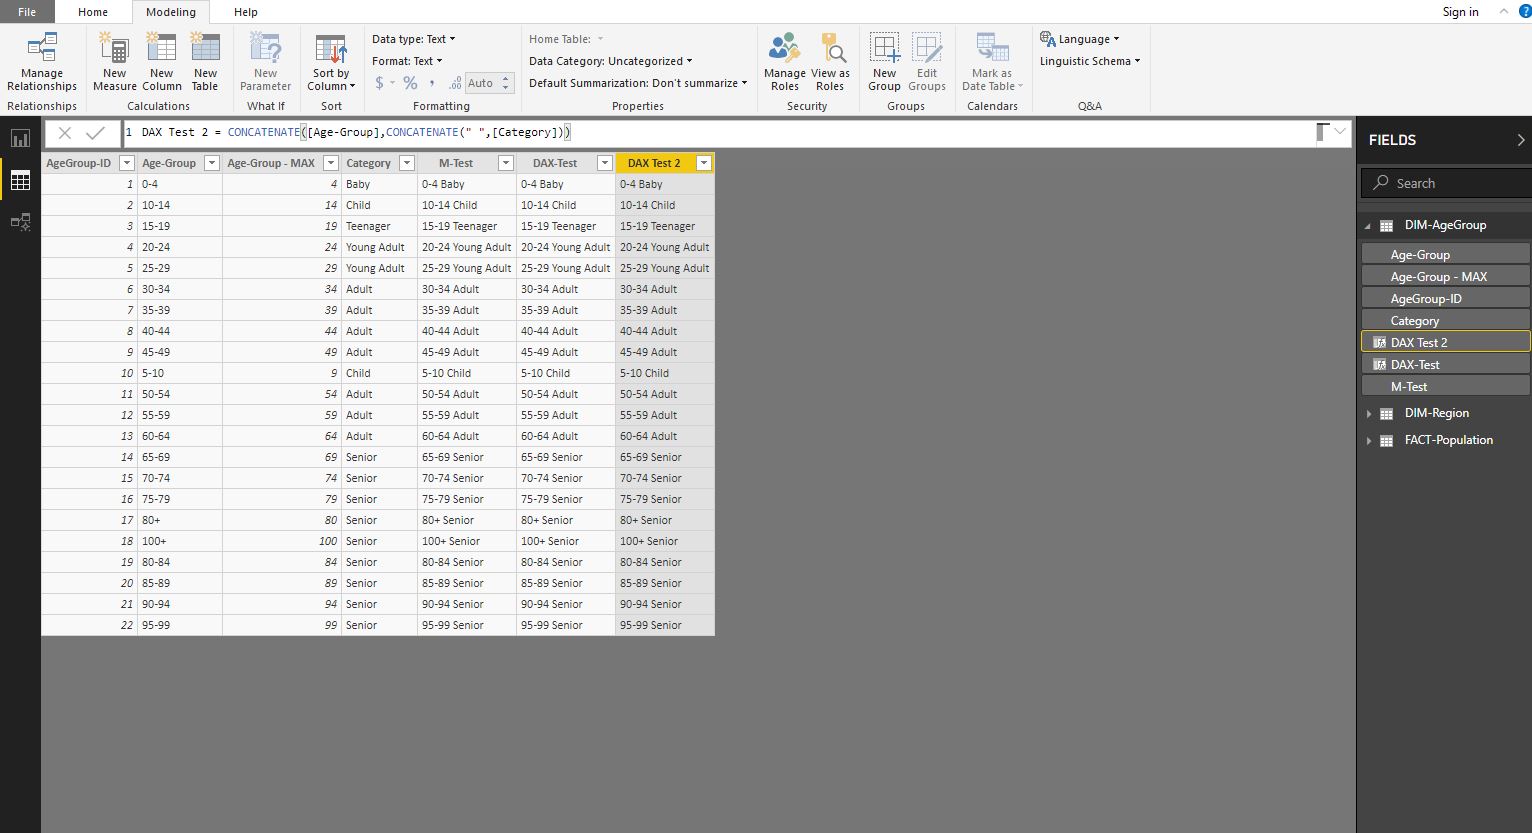 File Home Modeling Help Sign in
Manage Relationships
New Measure
New Column
New Table
New Parameter
Sort by Column
Data type: Text
Format: Text
$ % , .00 Auto
Home Table:
Data Category: Uncategorized
Default Summarization: Don't summarize
Manage Roles
View as Roles
New Group
Edit Groups
Mark as Date Table
Language
Linguistic Schema
Relationships Calculations What If Sort Formatting Properties Security Groups Calendars Q&A
1 DAX Test 2 = CONCATENATE([Age-Group],CONCATENATE(" ",[Category]))
AgeGroup-ID Age-Group Age-Group - MAX Category M-Test DAX-Test DAX Test 2
1 0-4 4 Baby 0-4 Baby 0-4 Baby 0-4 Baby
2 10-14 14 Child 10-14 Child 10-14 Child 10-14 Child
3 15-19 19 Teenager 15-19 Teenager 15-19 Teenager 15-19 Teenager
4 20-24 24 Young Adult 20-24 Young Adult 20-24 Young Adult 20-24 Young Adult
5 25-29 29 Young Adult 25-29 Young Adult 25-29 Young Adult 25-29 Young Adult
6 30-34 34 Adult 30-34 Adult 30-34 Adult 30-34 Adult
7 35-39 39 Adult 35-39 Adult 35-39 Adult 35-39 Adult
8 40-44 44 Adult 40-44 Adult 40-44 Adult 40-44 Adult
9 45-49 49 Adult 45-49 Adult 45-49 Adult 45-49 Adult
10 5-10 9 Child 5-10 Child 5-10 Child 5-10 Child
11 50-54 54 Adult 50-54 Adult 50-54 Adult 50-54 Adult
12 55-59 59 Adult 55-59 Adult 55-59 Adult 55-59 Adult
13 60-64 64 Adult 60-64 Adult 60-64 Adult 60-64 Adult
14 65-69 69 Senior 65-69 Senior 65-69 Senior 65-69 Senior
15 70-74 74 Senior 70-74 Senior 70-74 Senior 70-74 Senior
16 75-79 79 Senior 75-79 Senior 75-79 Senior 75-79 Senior
17 80+ 80 Senior 80+ Senior 80+ Senior 80+ Senior
18 100+ 100 Senior 100+ Senior 100+ Senior 100+ Senior
19 80-84 84 Senior 80-84 Senior 80-84 Senior 80-84 Senior
20 85-89 89 Senior 85-89 Senior 85-89 Senior 85-89 Senior
21 90-94 94 Senior 90-94 Senior 90-94 Senior 90-94 Senior
22 95-99 99 Senior 95-99 Senior 95-99 Senior 95-99 Senior
FIELDS
Search
DIM-AgeGroup
Age-Group
Age-Group - MAX
AgeGroup-ID
Category
DAX Test 2
DAX-Test
M-Test
DIM-Region
FACT-Population